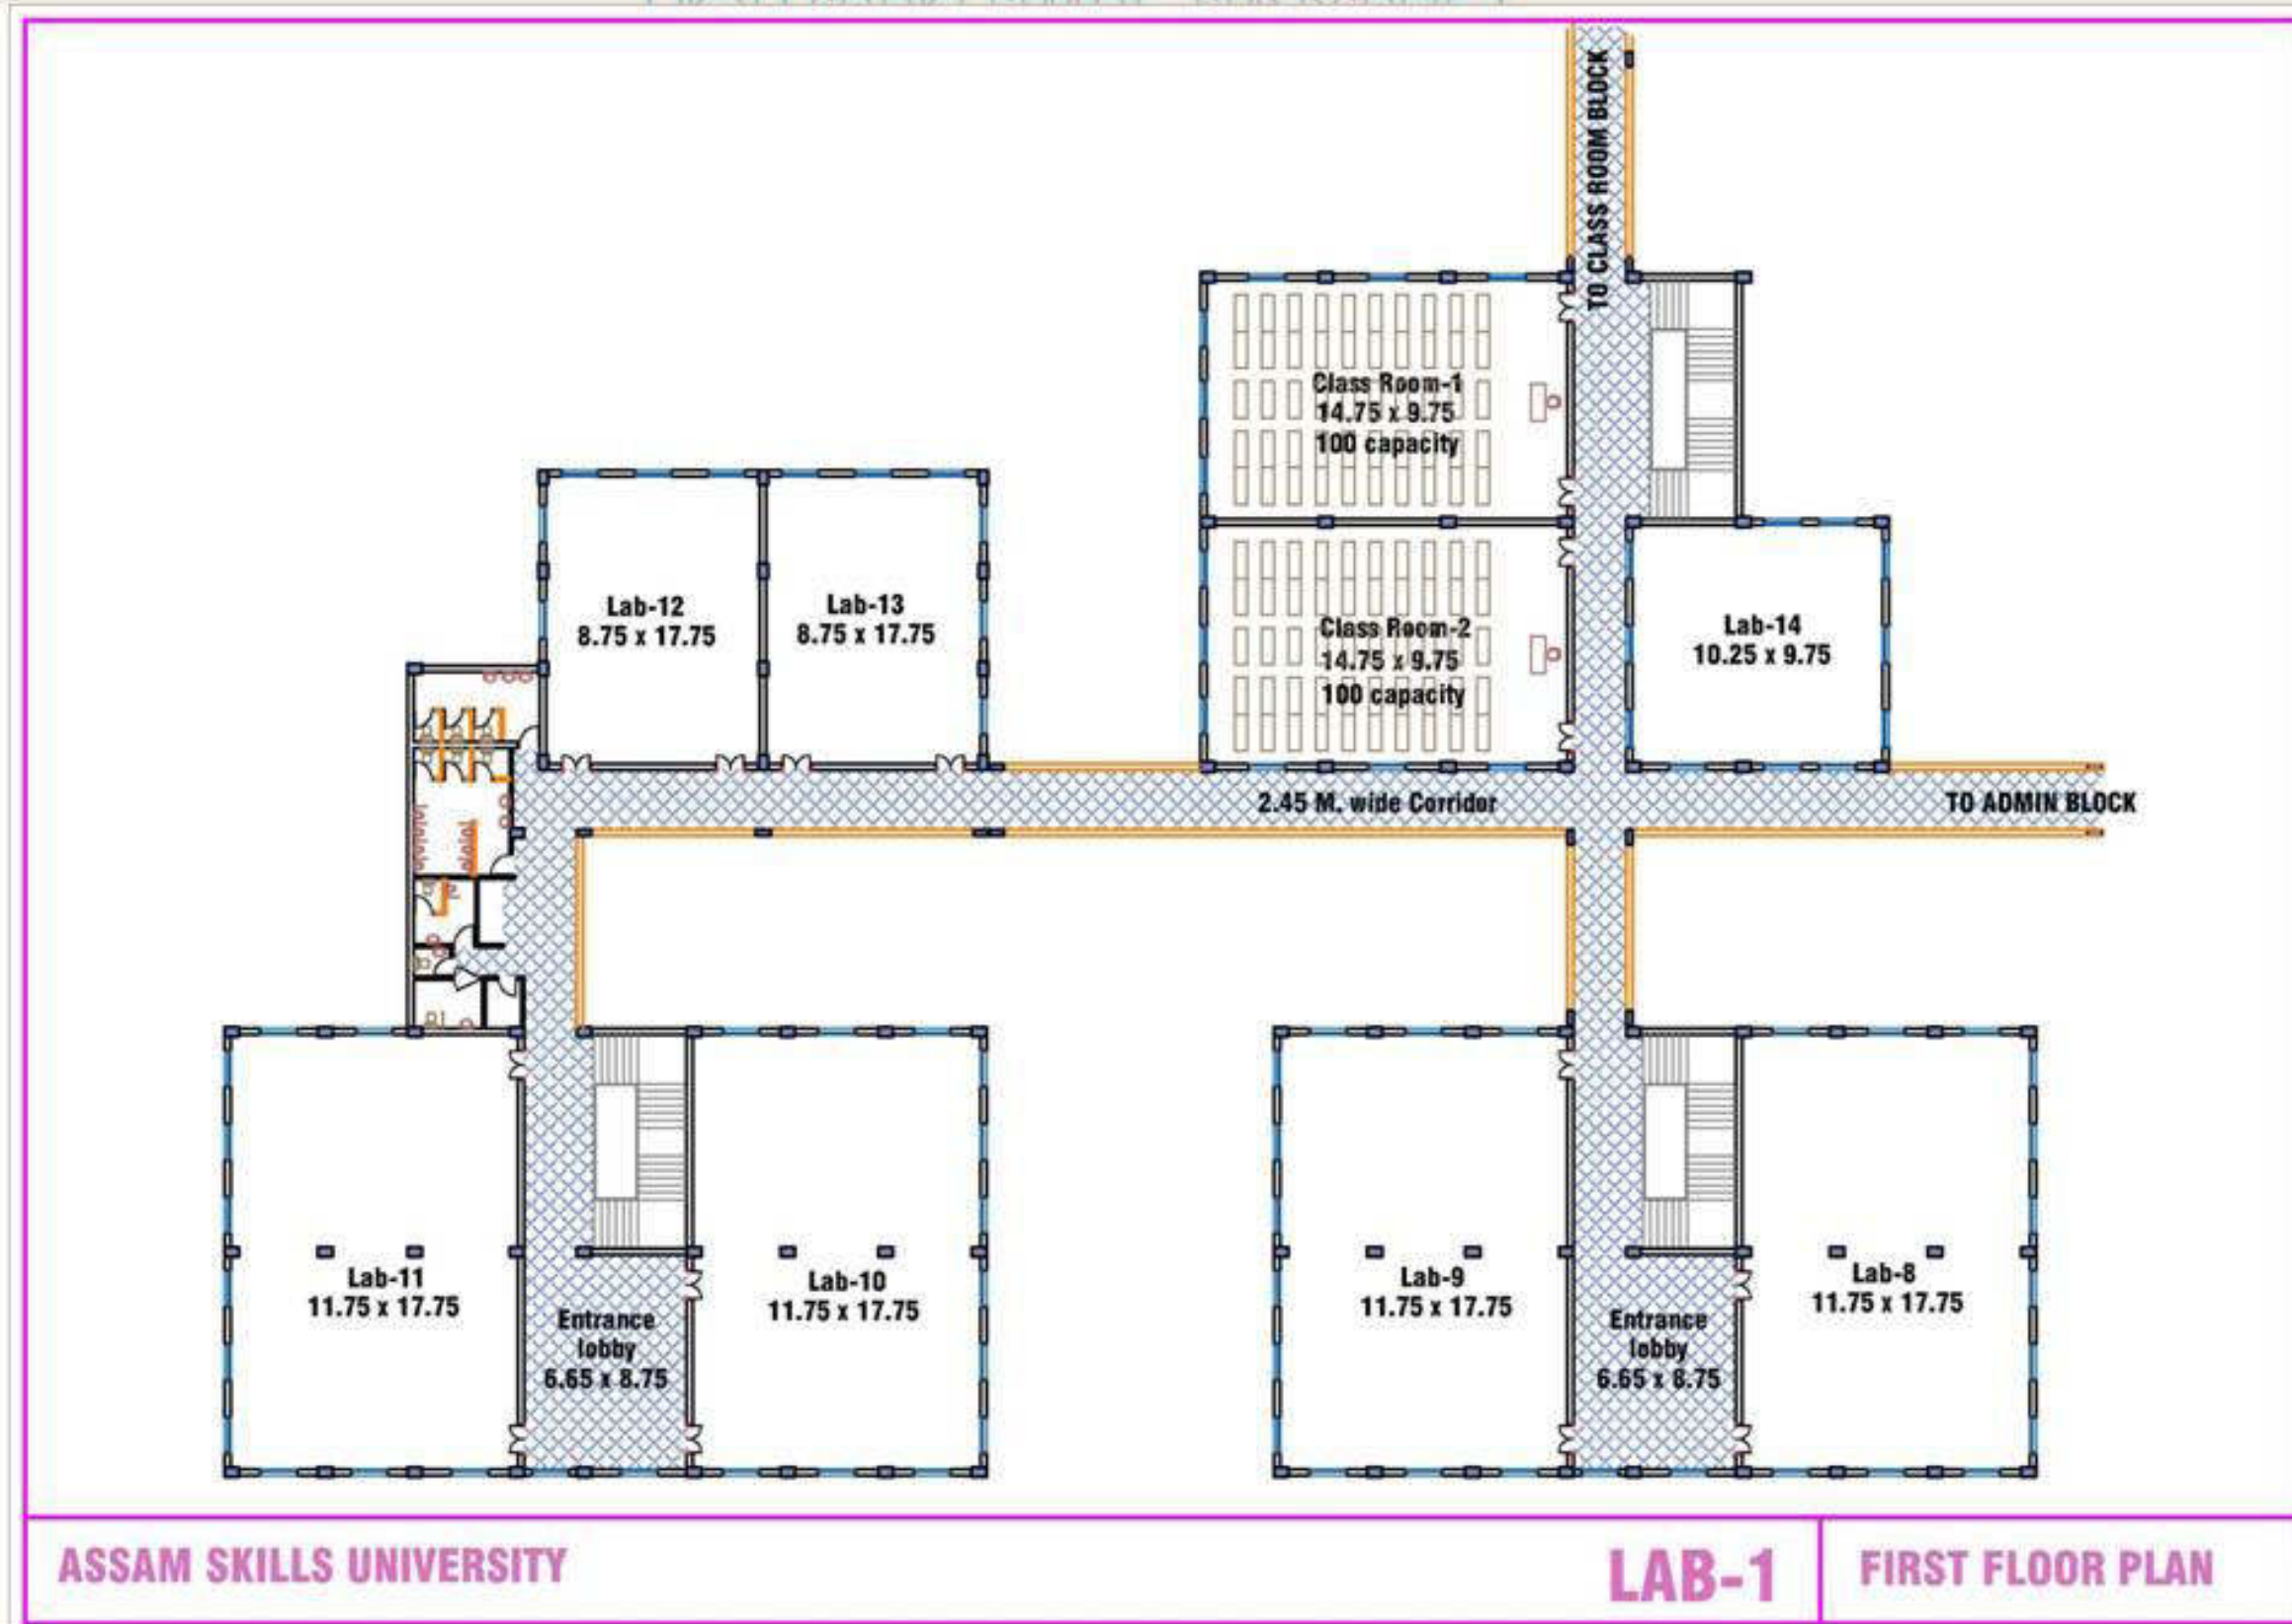 TO CLASS ROOM BLOCK
Class Room-1
14.75 x 9.75
100 capacity
Lab-12
8.75 x 17.75
Lab-13
8.75 x 17.75
Class Room-2
14.75 x 9.75
100 capacity
Lab-14
10.25 x 9.75
2.45 M. wide Corridor
TO ADMIN BLOCK
Lab-11
11.75 x 17.75
Entrance
lobby
6.65 x 8.75
Lab-10
11.75 x 17.75
Lab-9
11.75 x 17.75
Entrance
lobby
6.65 x 8.75
Lab-8
11.75 x 17.75
ASSAM SKILLS UNIVERSITY
LAB-1
FIRST FLOOR PLAN